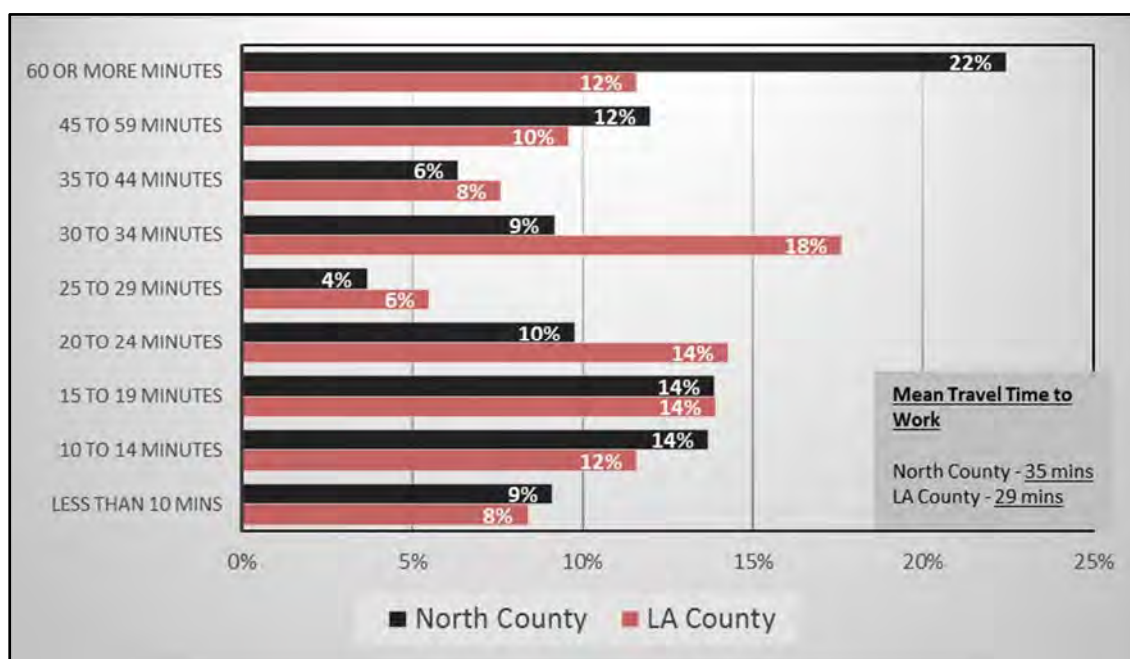 60 OR MORE MINUTES
22%
12%
45 TO 59 MINUTES
12%
10%
35 TO 44 MINUTES
6%
8%
30 TO 34 MINUTES
9%
18%
25 TO 29 MINUTES
4%
6%
20 TO 24 MINUTES
10%
14%
15 TO 19 MINUTES
14%
14%
10 TO 14 MINUTES
14%
12%
LESS THAN 10 MINS
9%
8%
Mean Travel Time to
Work
North County - 35 mins
LA County - 29 mins
0% 5% 10% 15% 20% 25%
North County LA County